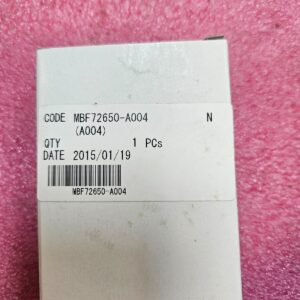 CODE MBF72650-A004 N
(A004)
QTY 1 PCs
DATE 2015/01/19
MBF72650-A004